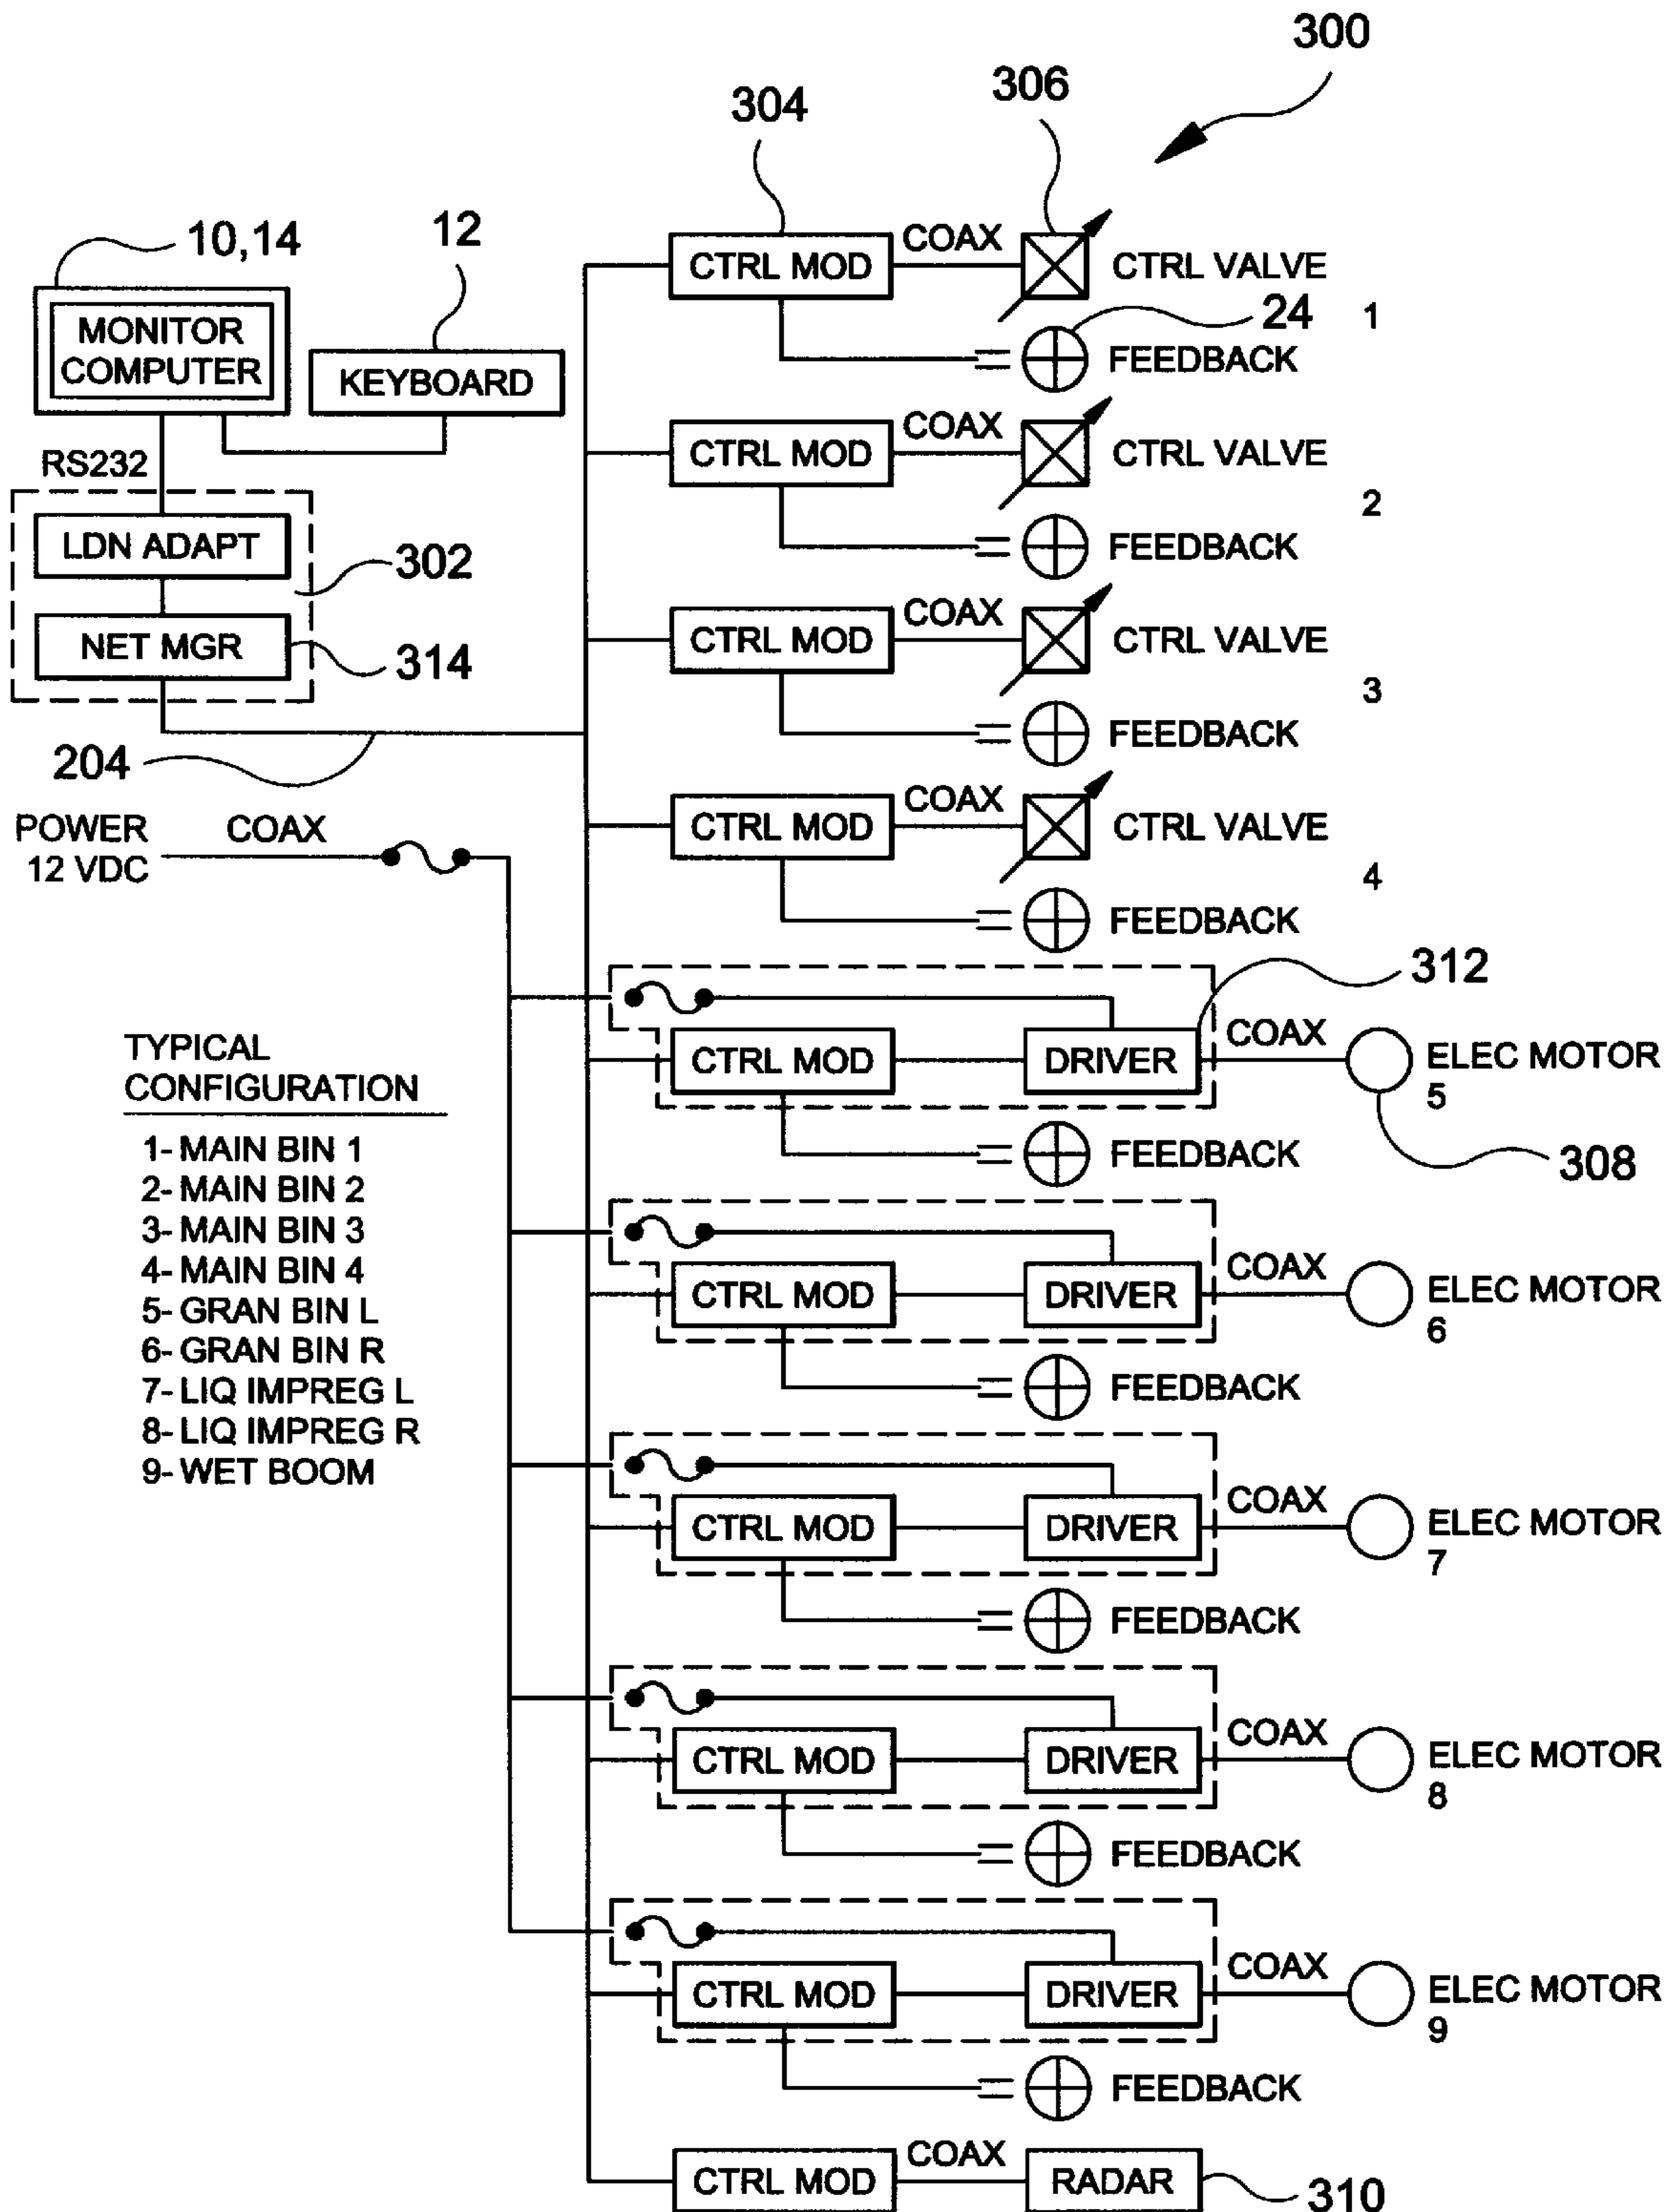 300
304
306
10,14
12
MONITOR
COMPUTER
KEYBOARD
RS232
LDN ADAPT
302
NET MGR
314
204
POWER
12 VDC
COAX
CTRL MOD
COAX
CTRL VALVE
1
24
FEEDBACK
CTRL MOD
COAX
CTRL VALVE
2
FEEDBACK
CTRL MOD
COAX
CTRL VALVE
3
FEEDBACK
CTRL MOD
COAX
CTRL VALVE
4
FEEDBACK
312
CTRL MOD
DRIVER
COAX
ELEC MOTOR
5
308
FEEDBACK
CTRL MOD
DRIVER
COAX
ELEC MOTOR
6
FEEDBACK
CTRL MOD
DRIVER
COAX
ELEC MOTOR
7
FEEDBACK
CTRL MOD
DRIVER
COAX
ELEC MOTOR
8
FEEDBACK
CTRL MOD
DRIVER
COAX
ELEC MOTOR
9
FEEDBACK
CTRL MOD
COAX
RADAR
310
TYPICAL
CONFIGURATION
1- MAIN BIN 1
2- MAIN BIN 2
3- MAIN BIN 3
4- MAIN BIN 4
5- GRAN BIN L
6- GRAN BIN R
7- LIQ IMPREG L
8- LIQ IMPREG R
9- WET BOOM